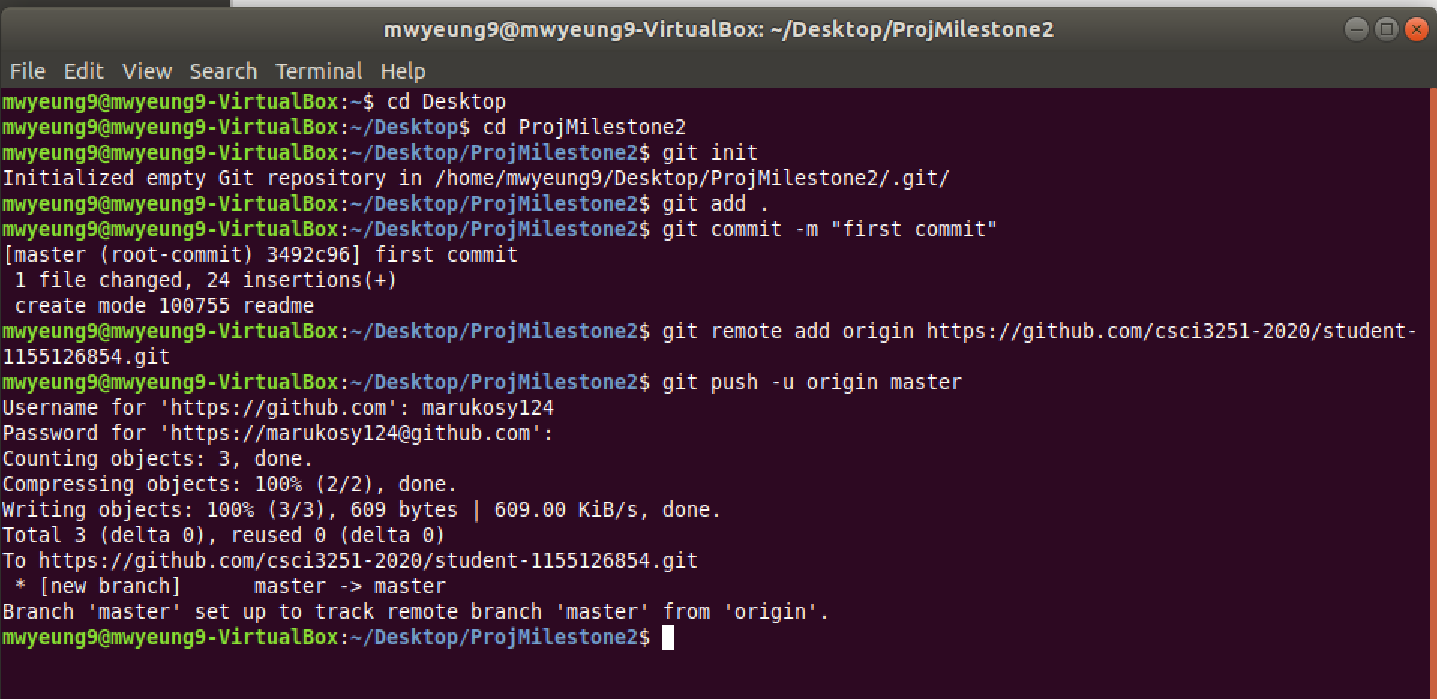 mwyeung9@mwyeung9-VirtualBox: ~/Desktop/ProjMilestone2
File Edit View Search Terminal Help
mwyeung9@mwyeung9-VirtualBox:~$ cd Desktop
mwyeung9@mwyeung9-VirtualBox:~/Desktop$ cd ProjMilestone2
mwyeung9@mwyeung9-VirtualBox:~/Desktop/ProjMilestone2$ git init
Initialized empty Git repository in /home/mwyeung9/Desktop/ProjMilestone2/.git/
mwyeung9@mwyeung9-VirtualBox:~/Desktop/ProjMilestone2$ git add .
mwyeung9@mwyeung9-VirtualBox:~/Desktop/ProjMilestone2$ git commit -m "first commit"
[master (root-commit) 3492c96] first commit
 1 file changed, 24 insertions(+)
 create mode 100755 readme
mwyeung9@mwyeung9-VirtualBox:~/Desktop/ProjMilestone2$ git remote add origin https://github.com/csci3251-2020/student-
1155126854.git
mwyeung9@mwyeung9-VirtualBox:~/Desktop/ProjMilestone2$ git push -u origin master
Username for 'https://github.com': marukosy124
Password for 'https://marukosy124@github.com':
Counting objects: 3, done.
Compressing objects: 100% (2/2), done.
Writing objects: 100% (3/3), 609 bytes | 609.00 KiB/s, done.
Total 3 (delta 0), reused 0 (delta 0)
To https://github.com/csci3251-2020/student-1155126854.git
 * [new branch]      master -> master
Branch 'master' set up to track remote branch 'master' from 'origin'.
mwyeung9@mwyeung9-VirtualBox:~/Desktop/ProjMilestone2$